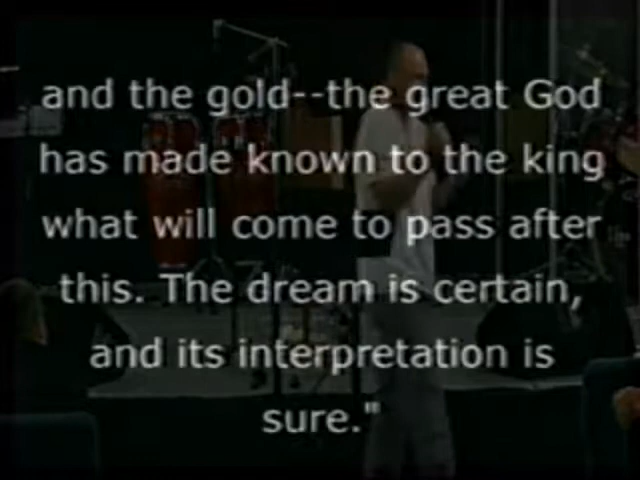 and the gold--the great God
has made known to the king
what will come to pass after
this. The dream is certain,
and its interpretation is
sure."